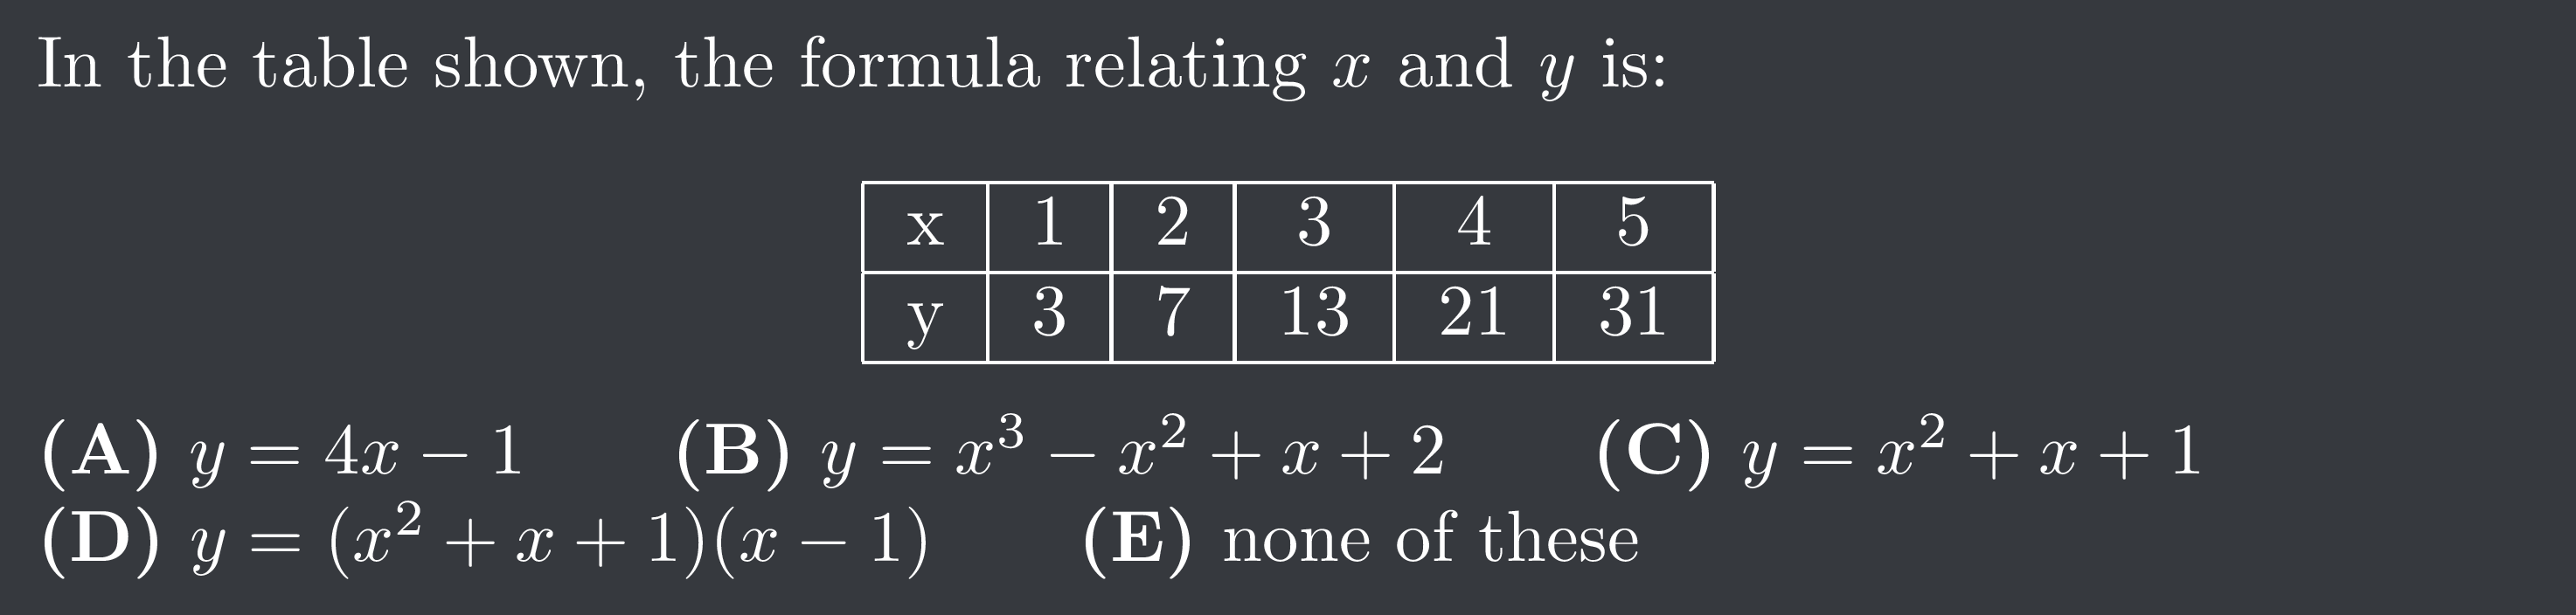 In the table shown, the formula relating x and y is:
x 1 2 3 4 5
y 3 7 13 21 31
(A) y = 4x − 1 (B) y = x³ − x² + x + 2 (C) y = x² + x + 1
(D) y = (x² + x + 1)(x − 1) (E) none of these